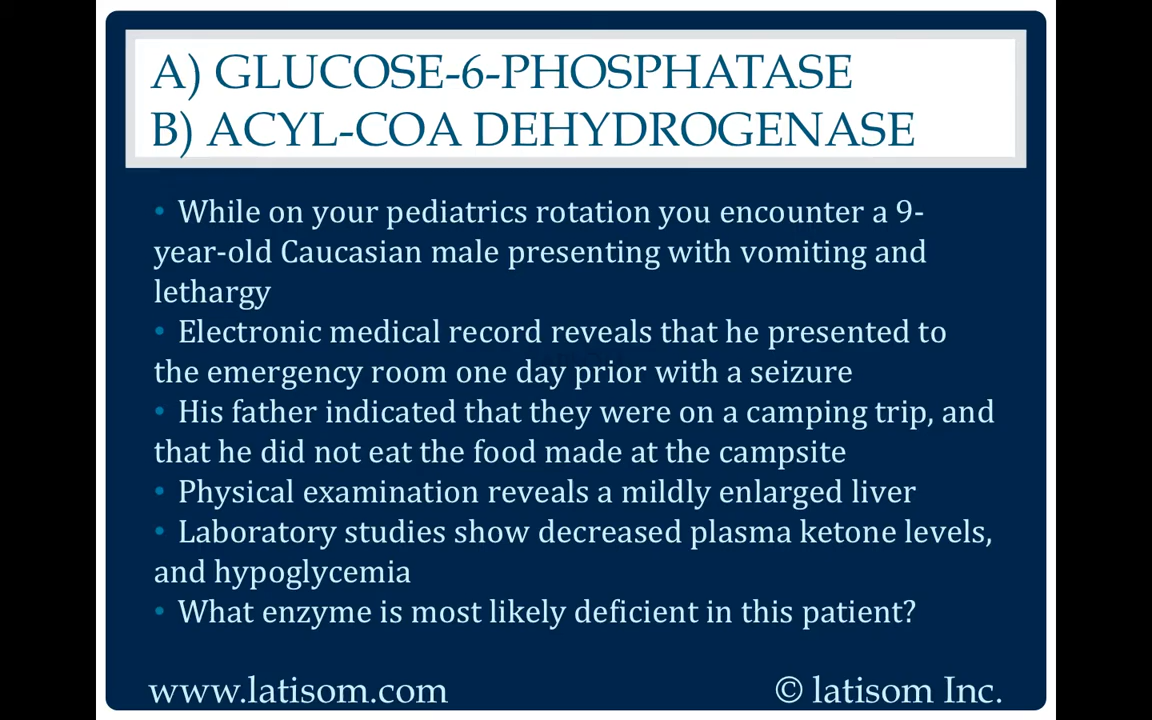 A) GLUCOSE-6-PHOSPHATASE
B) ACYL-COA DEHYDROGENASE
• While on your pediatrics rotation you encounter a 9-
year-old Caucasian male presenting with vomiting and
lethargy
• Electronic medical record reveals that he presented to
the emergency room one day prior with a seizure
• His father indicated that they were on a camping trip, and
that he did not eat the food made at the campsite
• Physical examination reveals a mildly enlarged liver
• Laboratory studies show decreased plasma ketone levels,
and hypoglycemia
• What enzyme is most likely deficient in this patient?
www.latisom.com
© latisom Inc.